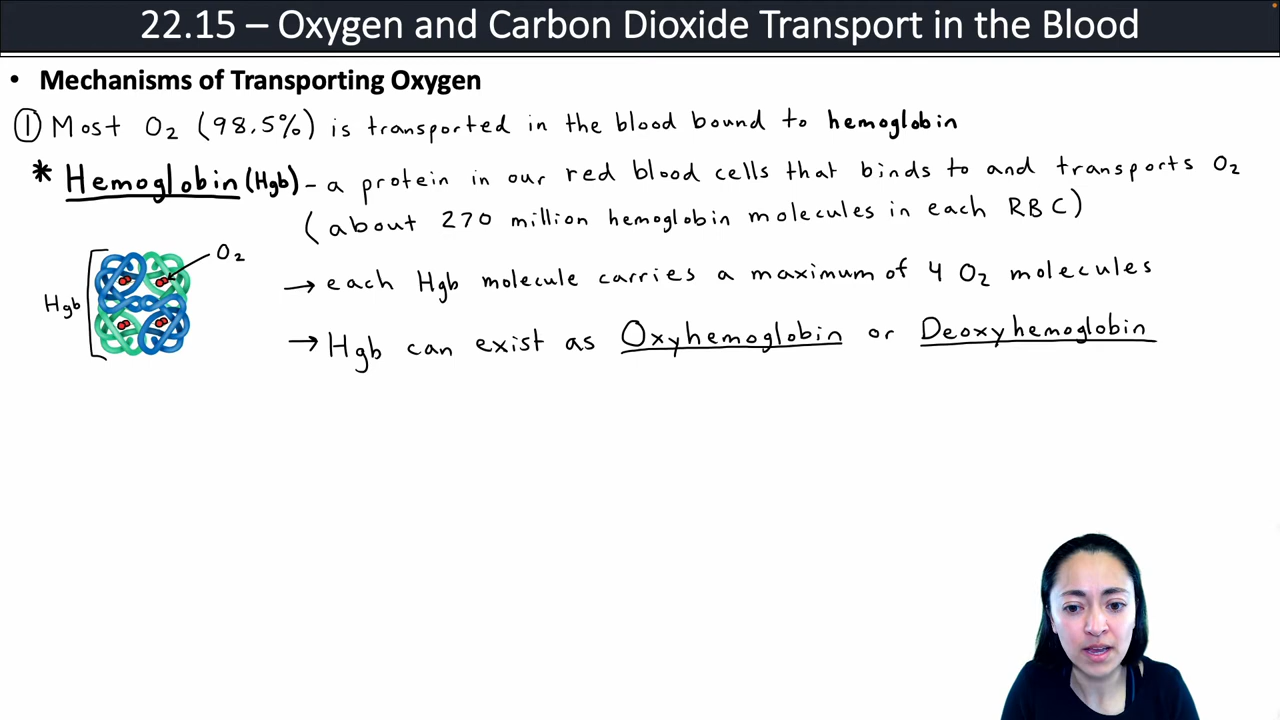 22.15 – Oxygen and Carbon Dioxide Transport in the Blood
• Mechanisms of Transporting Oxygen
① Most O₂ (98.5%) is transported in the blood bound to hemoglobin
* Hemoglobin (Hgb) - a protein in our red blood cells that binds to and transports O₂
(about 270 million hemoglobin molecules in each RBC)
O₂
Hgb
→ each Hgb molecule carries a maximum of 4 O₂ molecules
→ Hgb can exist as Oxyhemoglobin or Deoxyhemoglobin